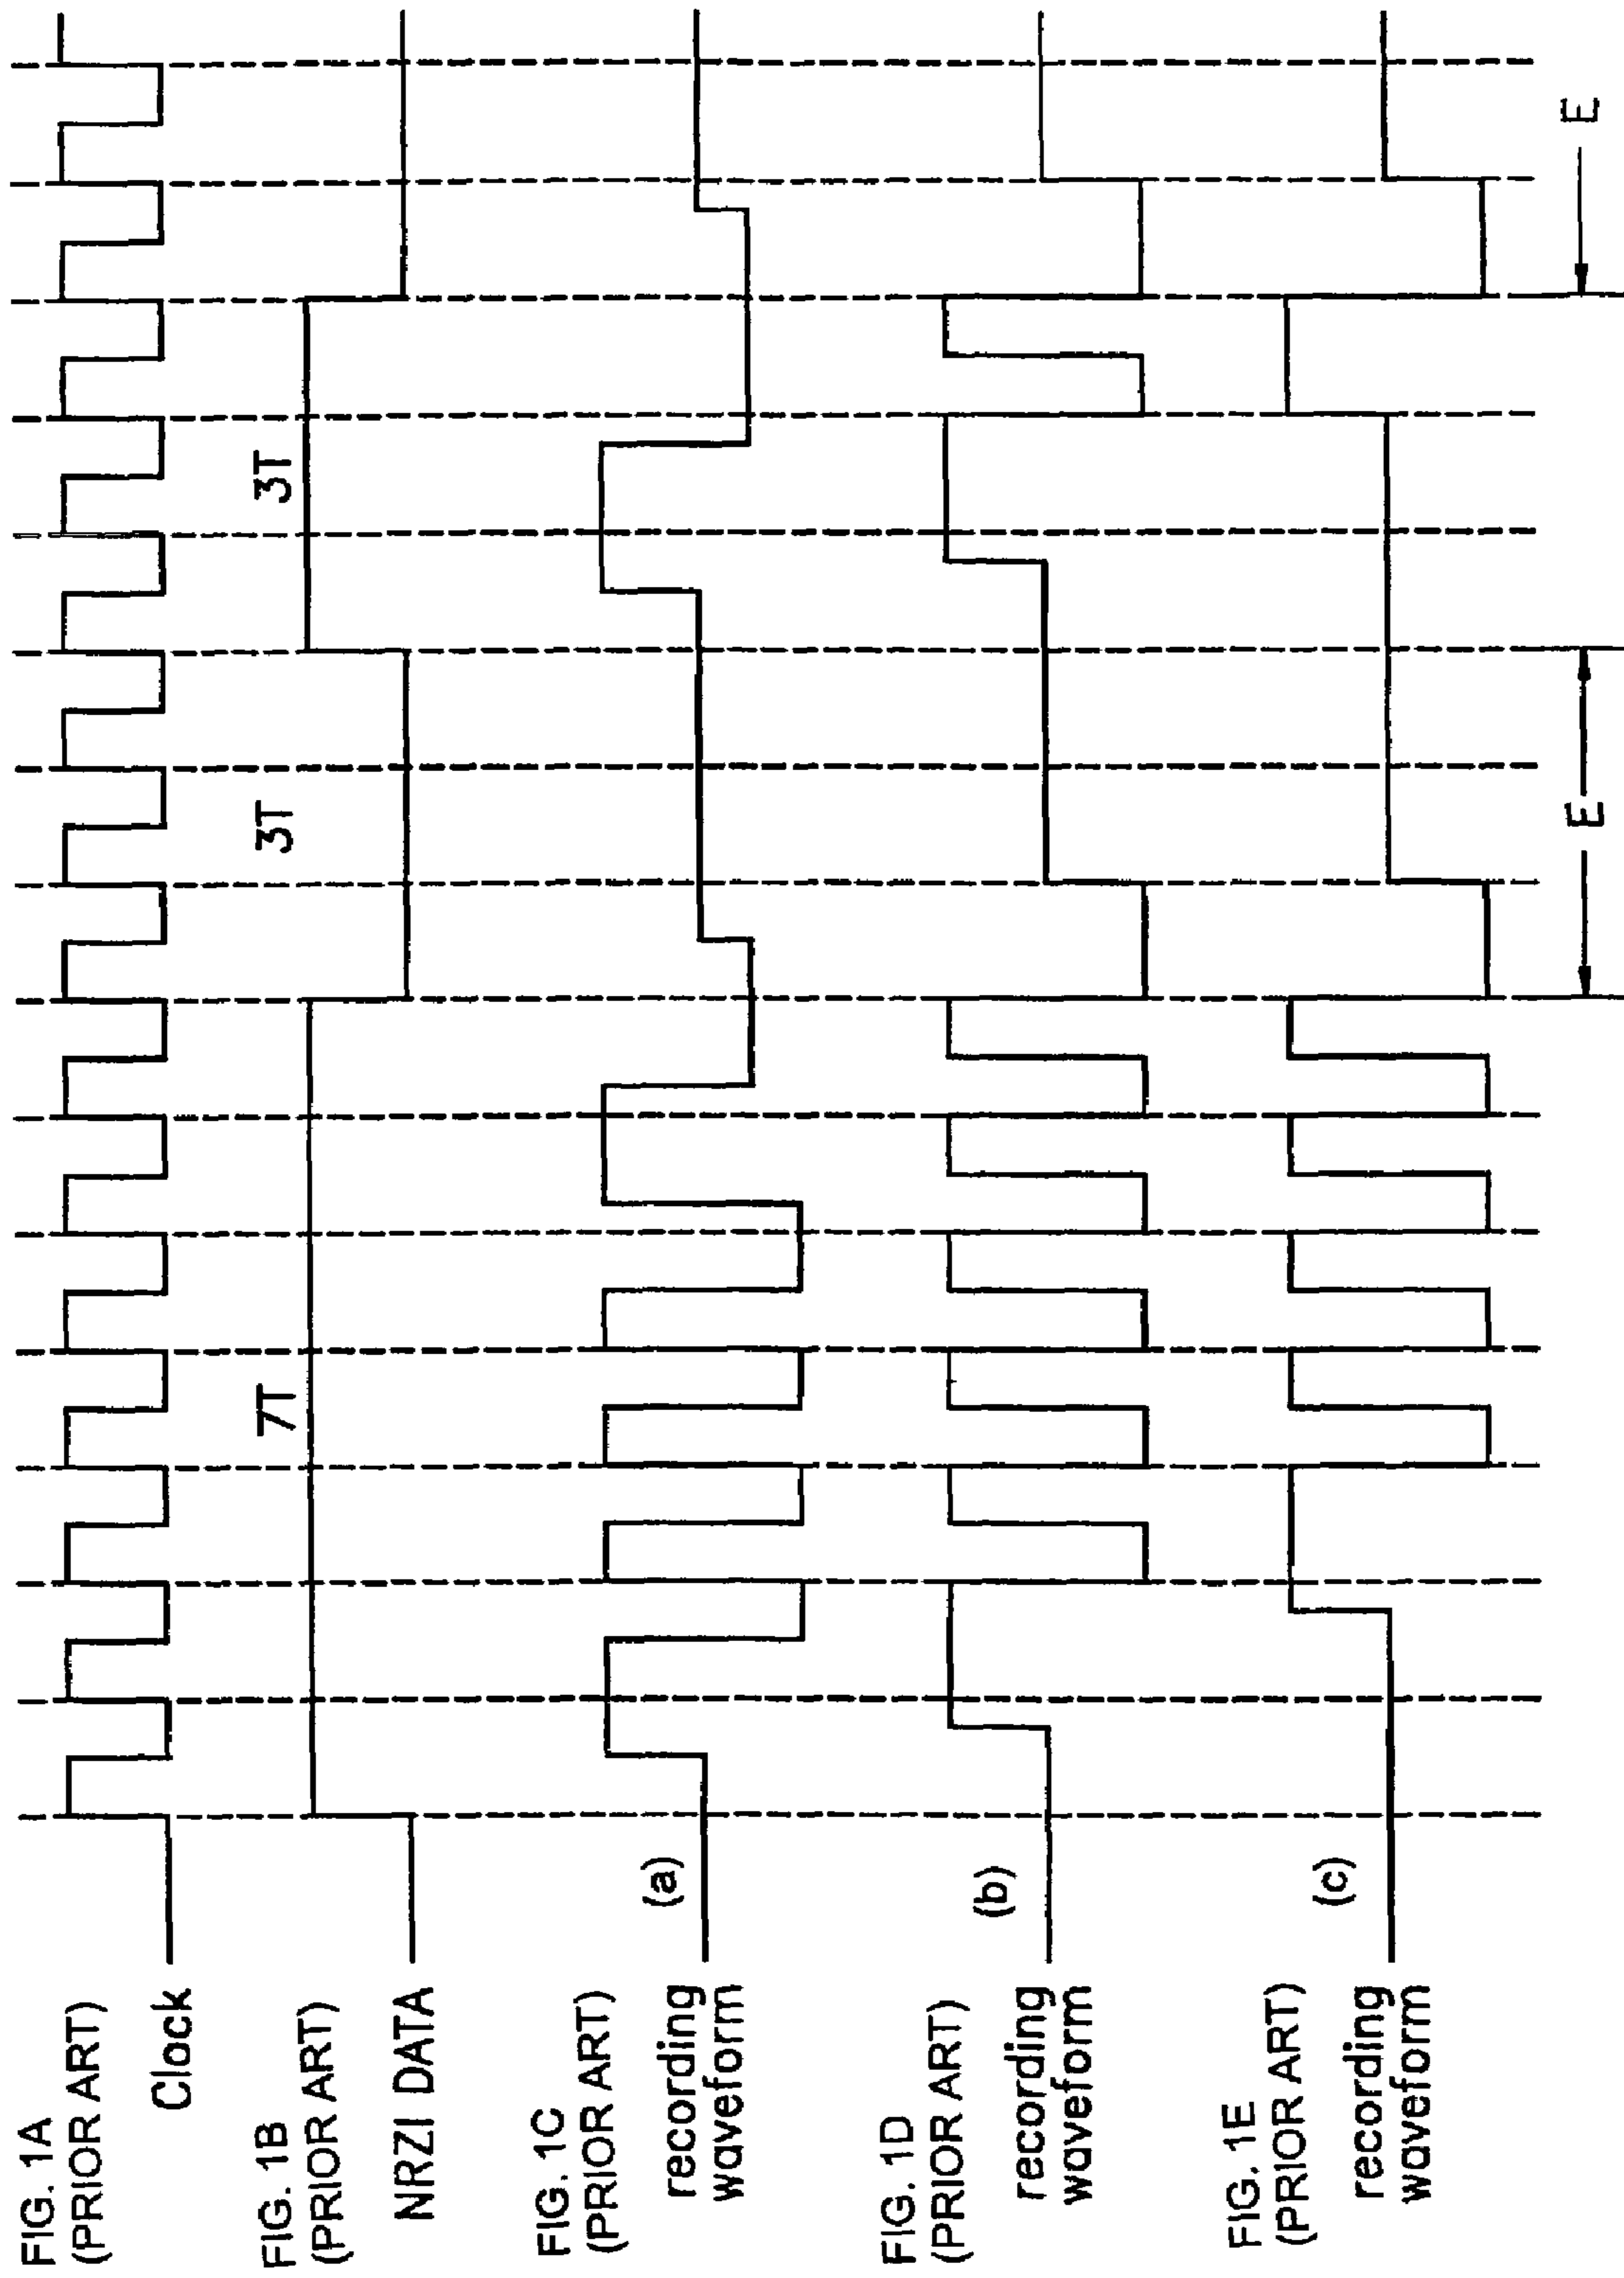 FIG. 1A
(PRIOR ART)
Clock
FIG. 1B
(PRIOR ART)
NRZI DATA
7T
3T
3T
FIG. 1C
(PRIOR ART)
recording
waveform
(a)
FIG. 1D
(PRIOR ART)
recording
waveform
(b)
FIG. 1E
(PRIOR ART)
recording
waveform
(c)
E
E